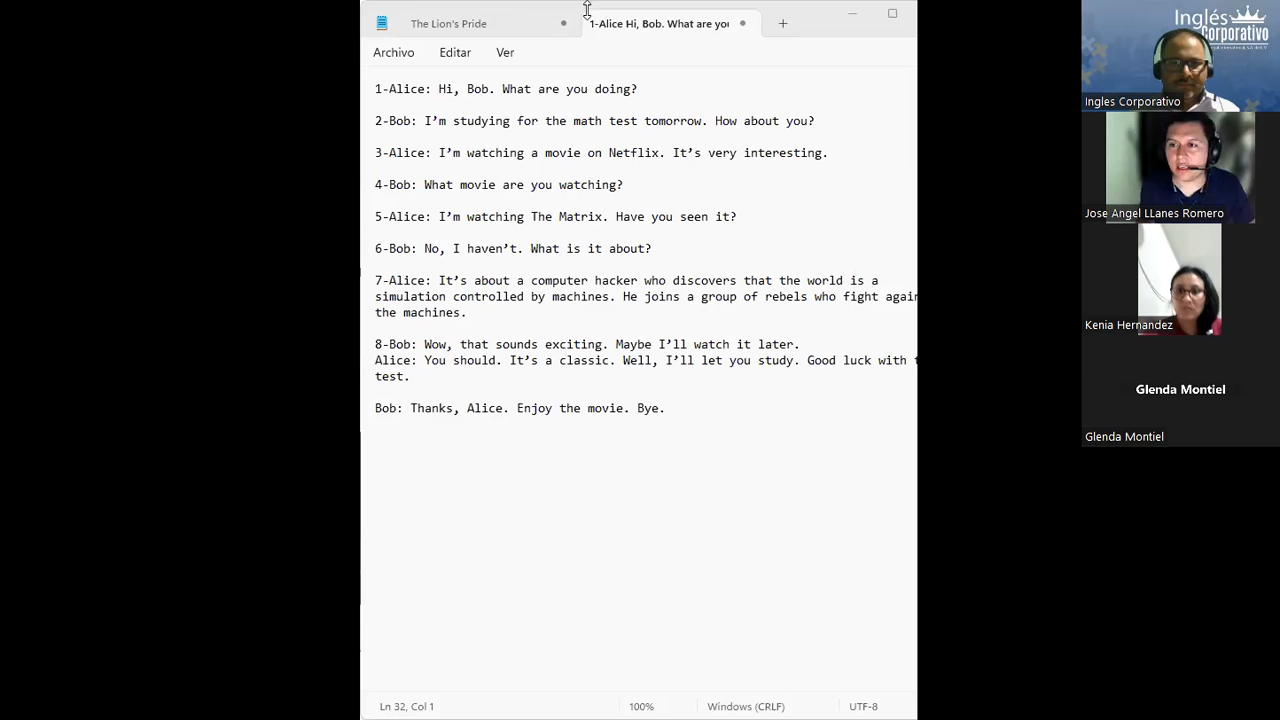 The Lion's Pride
1-Alice Hi, Bob. What are you
Archivo Editar Ver
1-Alice: Hi, Bob. What are you doing?
2-Bob: I’m studying for the math test tomorrow. How about you?
3-Alice: I’m watching a movie on Netflix. It’s very interesting.
4-Bob: What movie are you watching?
5-Alice: I’m watching The Matrix. Have you seen it?
6-Bob: No, I haven’t. What is it about?
7-Alice: It’s about a computer hacker who discovers that the world is a
simulation controlled by machines. He joins a group of rebels who fight again
the machines.
8-Bob: Wow, that sounds exciting. Maybe I’ll watch it later.
Alice: You should. It’s a classic. Well, I’ll let you study. Good luck with
test.
Bob: Thanks, Alice. Enjoy the movie. Bye.
Ln 32, Col 1 100% Windows (CRLF) UTF-8
Inglés
Corporativo
Ingles Corporativo
Jose Angel LLanes Romero
Kenia Hernandez
Glenda Montiel
Glenda Montiel